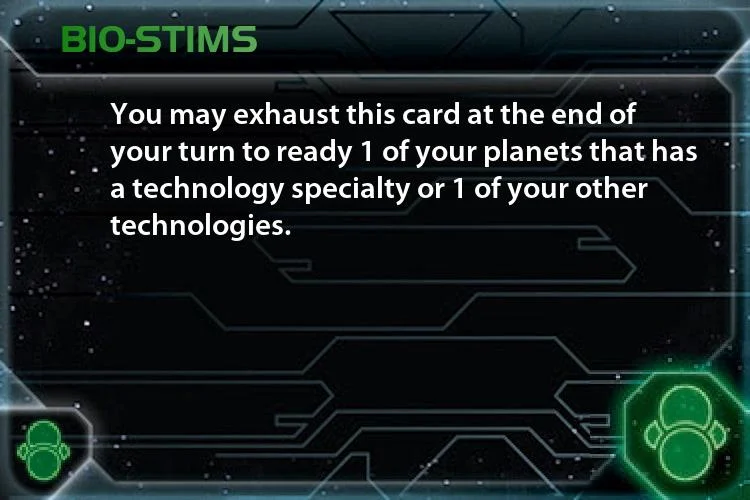 BIO-STIMS
You may exhaust this card at the end of
your turn to ready 1 of your planets that has
a technology specialty or 1 of your other
technologies.